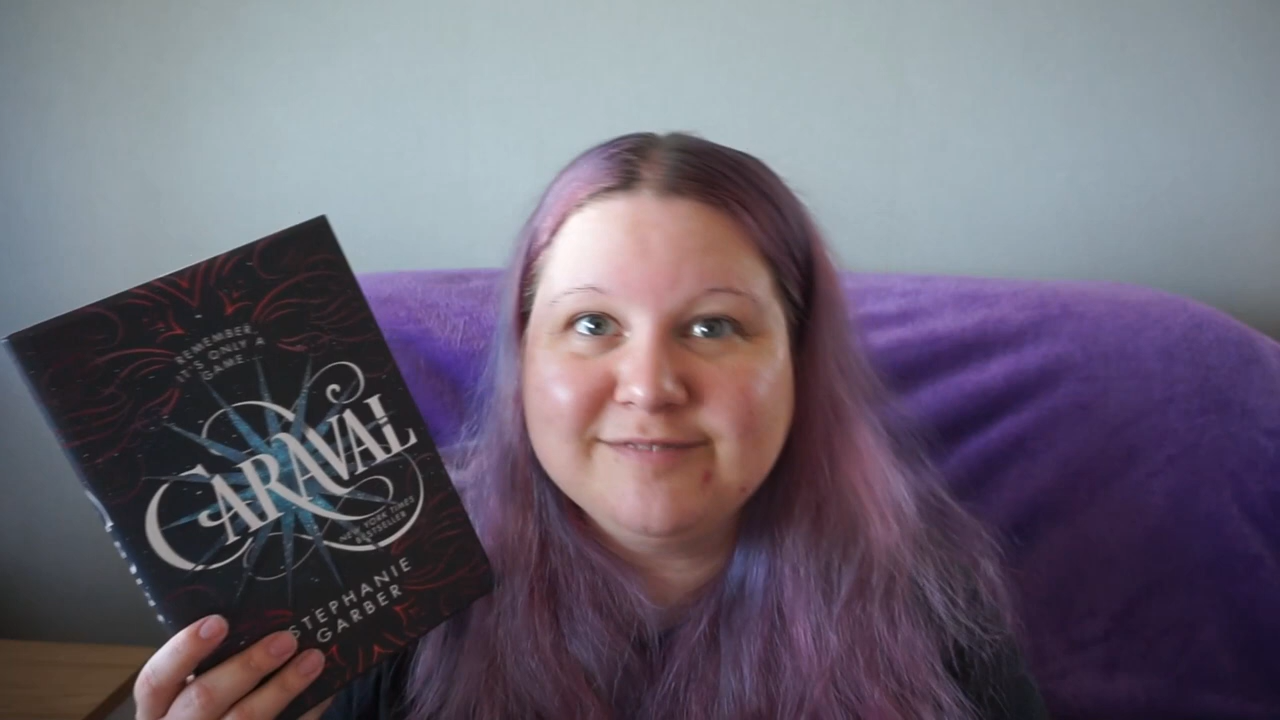 REMEMBER,
IT'S ONLY A
GAME...
CARAVAL
NEW YORK TIMES
BESTSELLER
STEPHANIE
GARBER